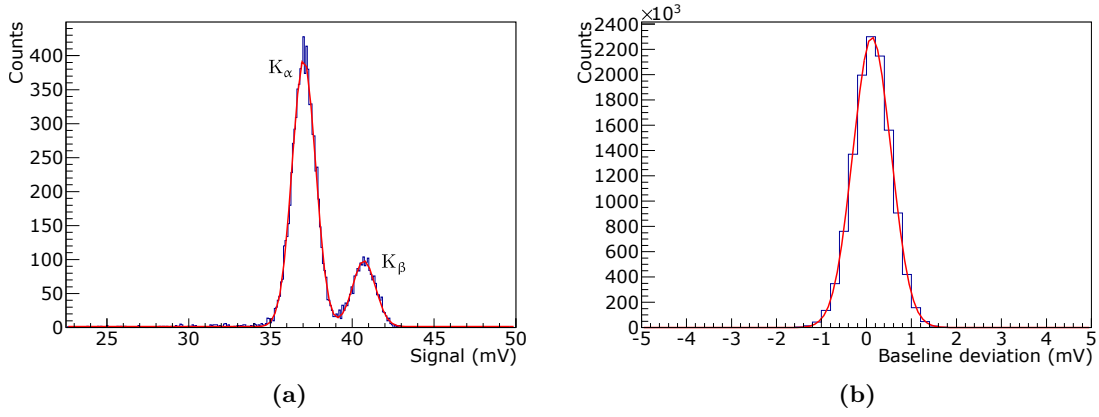 Counts
400
350
300
250
200
150
100
50
0
K_α
K_β
25 30 35 40 45 50
Signal (mV)
(a)
×10³
Counts
2400
2200
2000
1800
1600
1400
1200
1000
800
600
400
200
0
-5 -4 -3 -2 -1 0 1 2 3 4 5
Baseline deviation (mV)
(b)